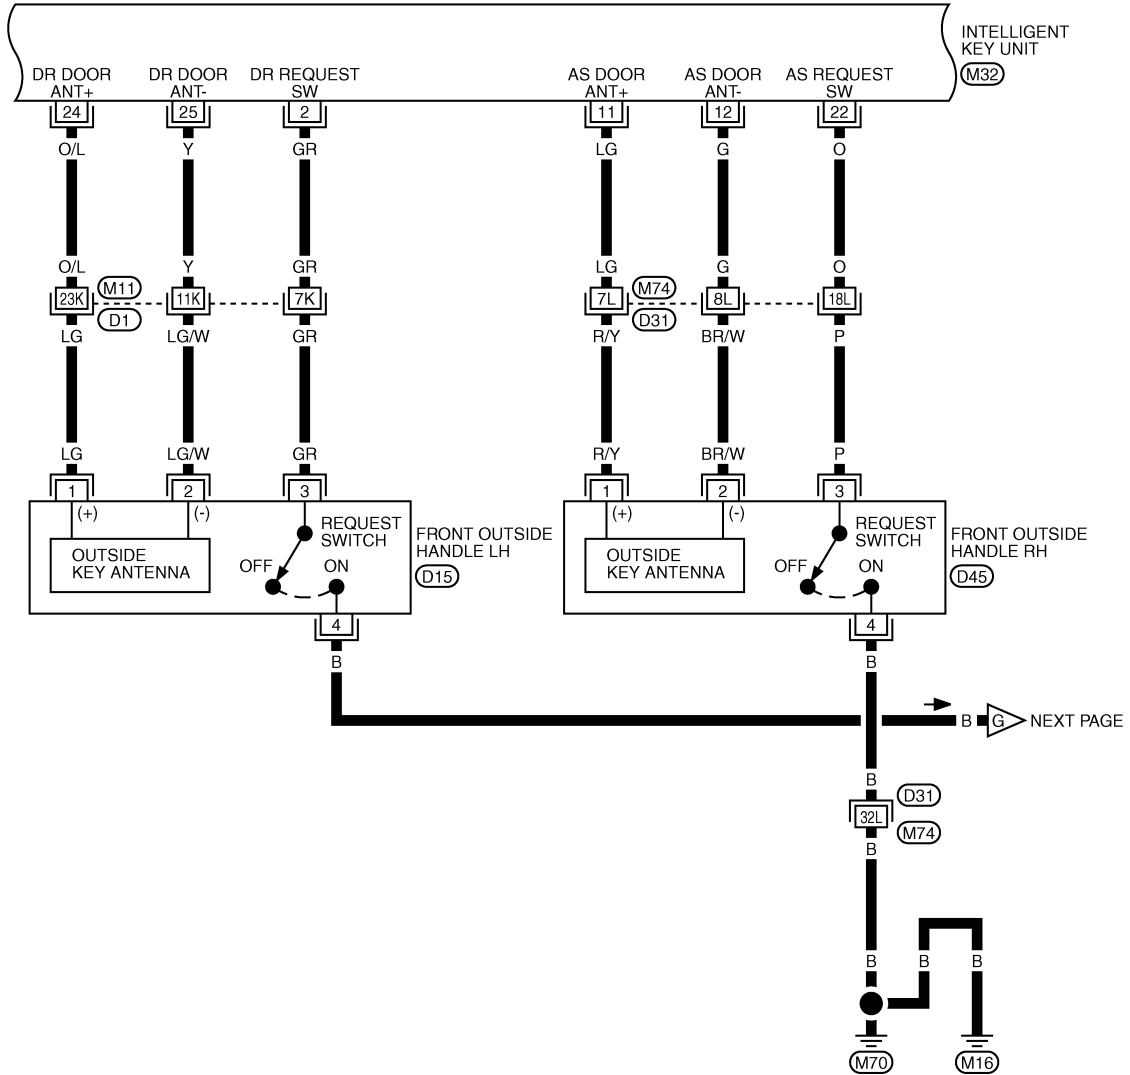 INTELLIGENT
KEY UNIT
M32
DR DOOR
ANT+
DR DOOR
ANT-
DR REQUEST
SW
AS DOOR
ANT+
AS DOOR
ANT-
AS REQUEST
SW
24 25 2 11 12 22
O/L Y GR LG G O
O/L Y GR LG G O
M11 M74
23K 11K 7K 7L 8L 18L
D1 D31
LG LG/W GR R/Y BR/W P
LG LG/W GR R/Y BR/W P
1 2 3 1 2 3
(+) (-) (+) (-)
REQUEST
SWITCH
OUTSIDE
KEY ANTENNA
OFF ON
FRONT OUTSIDE
HANDLE LH
D15
REQUEST
SWITCH
OUTSIDE
KEY ANTENNA
OFF ON
FRONT OUTSIDE
HANDLE RH
D45
4 4
B B
B G NEXT PAGE
B
D31
32L
M74
B
B B B
M70 M16